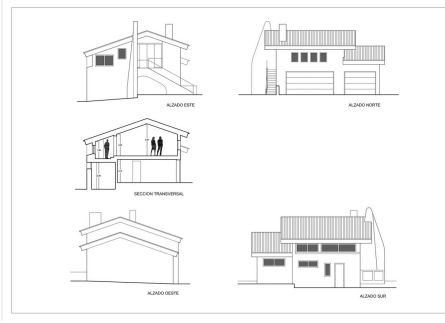 ALZADO ESTE
ALZADO NORTE
SECCION TRANSVERSAL
ALZADO OESTE
ALZADO SUR